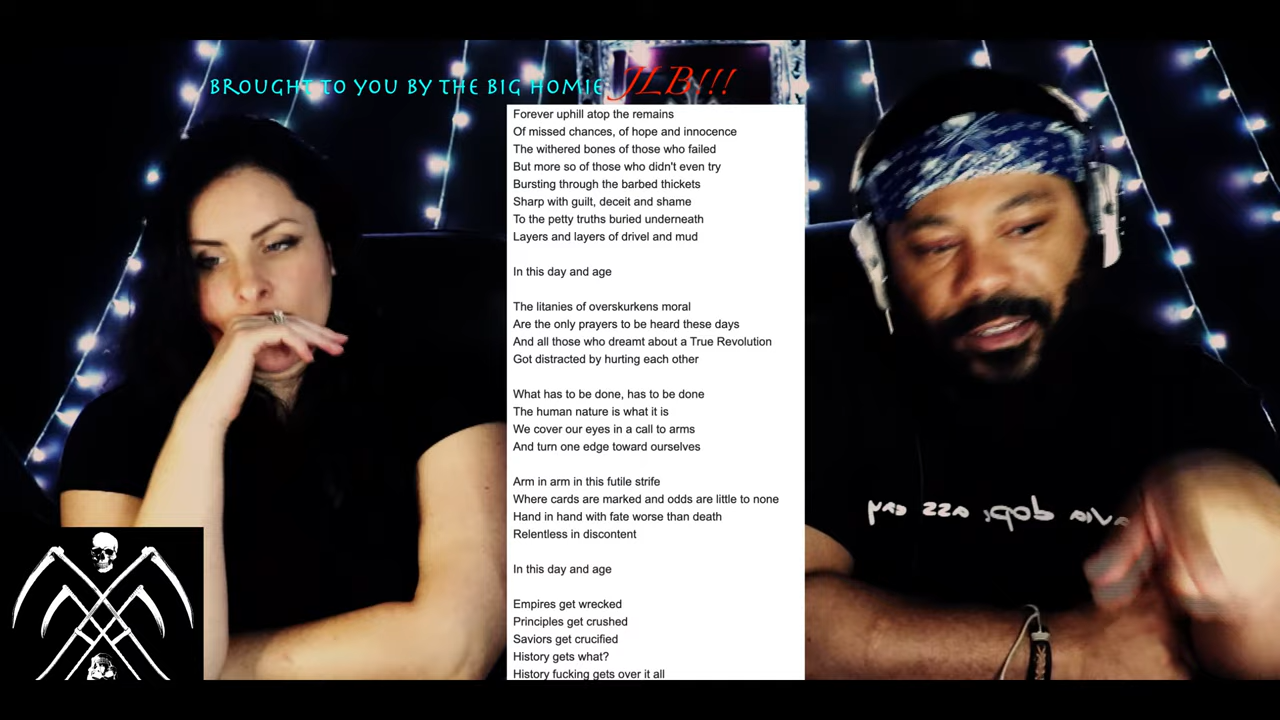 BROUGHT TO YOU BY THE BIG HOMIE JLB!!!
Forever uphill atop the remains
Of missed chances, of hope and innocence
The withered bones of those who failed
But more so of those who didn't even try
Bursting through the barbed thickets
Sharp with guilt, deceit and shame
To the petty truths buried underneath
Layers and layers of drivel and mud
In this day and age
The litanies of overskurkens moral
Are the only prayers to be heard these days
And all those who dreamt about a True Revolution
Got distracted by hurting each other
What has to be done, has to be done
The human nature is what it is
We cover our eyes in a call to arms
And turn one edge toward ourselves
Arm in arm in this futile strife
Where cards are marked and odds are little to none
Hand in hand with fate worse than death
Relentless in discontent
In this day and age
Empires get wrecked
Principles get crushed
Saviors get crucified
History gets what?
History fucking gets over it all